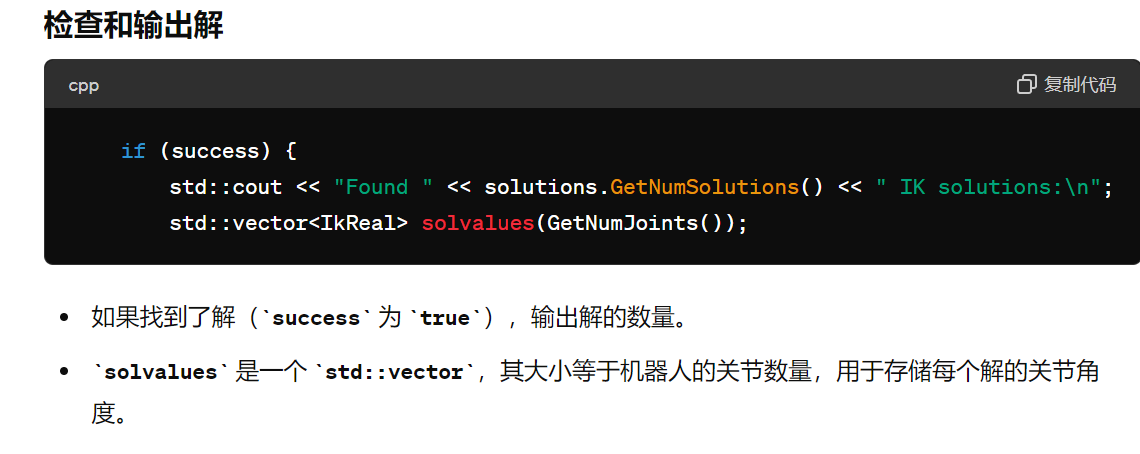 检查和输出解
cpp
复制代码
if (success) {
std::cout << "Found " << solutions.GetNumSolutions() << " IK solutions:\n";
std::vector<IkReal> solvalues(GetNumJoints());
如果找到了解（`success` 为 `true`），输出解的数量。
`solvalues` 是一个 `std::vector`，其大小等于机器人的关节数量，用于存储每个解的关节角
度。